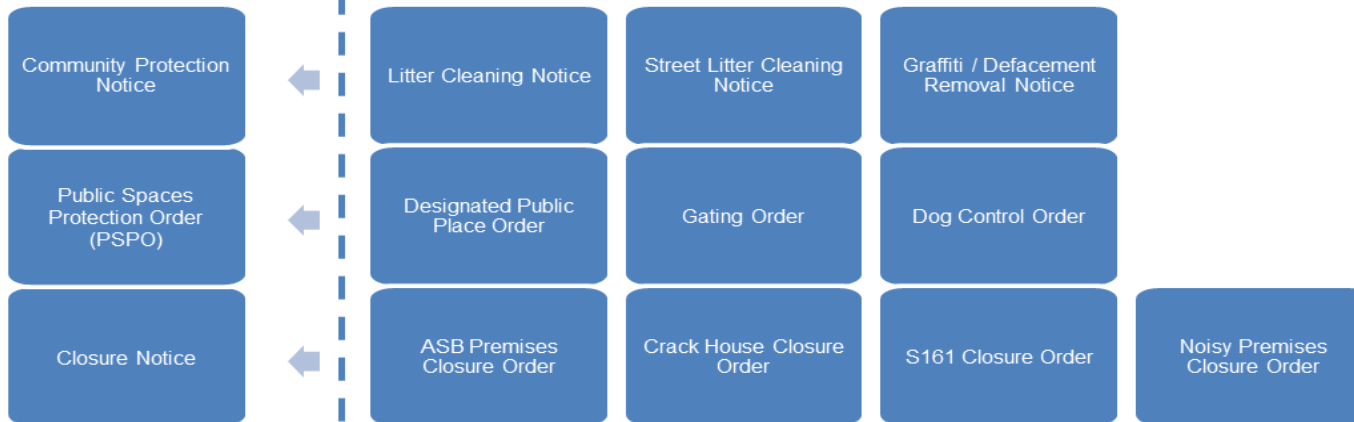 Community Protection
Notice
Litter Cleaning Notice
Street Litter Cleaning
Notice
Graffiti / Defacement
Removal Notice
Public Spaces
Protection Order
(PSPO)
Designated Public
Place Order
Gating Order
Dog Control Order
Closure Notice
ASB Premises
Closure Order
Crack House Closure
Order
S161 Closure Order
Noisy Premises
Closure Order